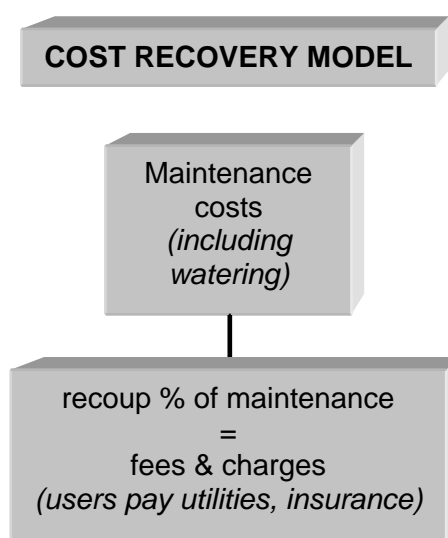 COST RECOVERY MODEL
Maintenance
costs
(including
watering)
recoup % of maintenance
=
fees & charges
(users pay utilities, insurance)